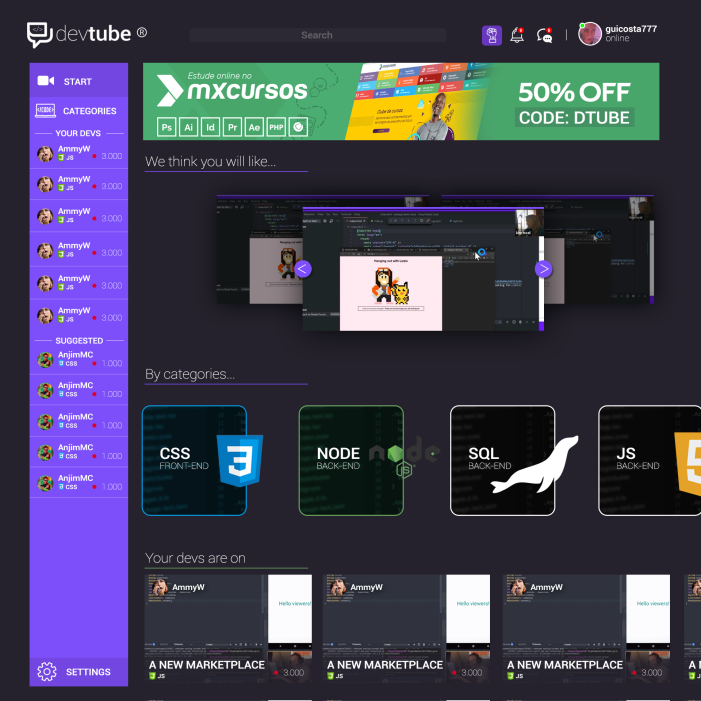 devtube ®
Search
guicosta777
online
START
CATEGORIES
YOUR DEVS
AmmyW
JS 3.000
AmmyW
JS 3.000
AmmyW
JS 3.000
AmmyW
JS 3.000
AmmyW
JS 3.000
AmmyW
JS 3.000
SUGGESTED
AnjimMC
CSS 1.000
AnjimMC
CSS 1.000
AnjimMC
CSS 1.000
AnjimMC
CSS 1.000
AnjimMC
CSS 1.000
SETTINGS
Estude online no
mxcursos
Ps Ai Id Pr Ae PHP
50% OFF
CODE: DTUBE
We think you will like...
< >
By categories...
CSS
FRONT-END
NODE
BACK-END
node
JS
SQL
BACK-END
JS
BACK-END
Your devs are on
AmmyW
Hello viewers!
A NEW MARKETPLACE
JS 3.000
AmmyW
Hello viewers!
A NEW MARKETPLACE
JS 3.000
AmmyW
Hello viewers!
A NEW MARKETPLACE
JS 3.000